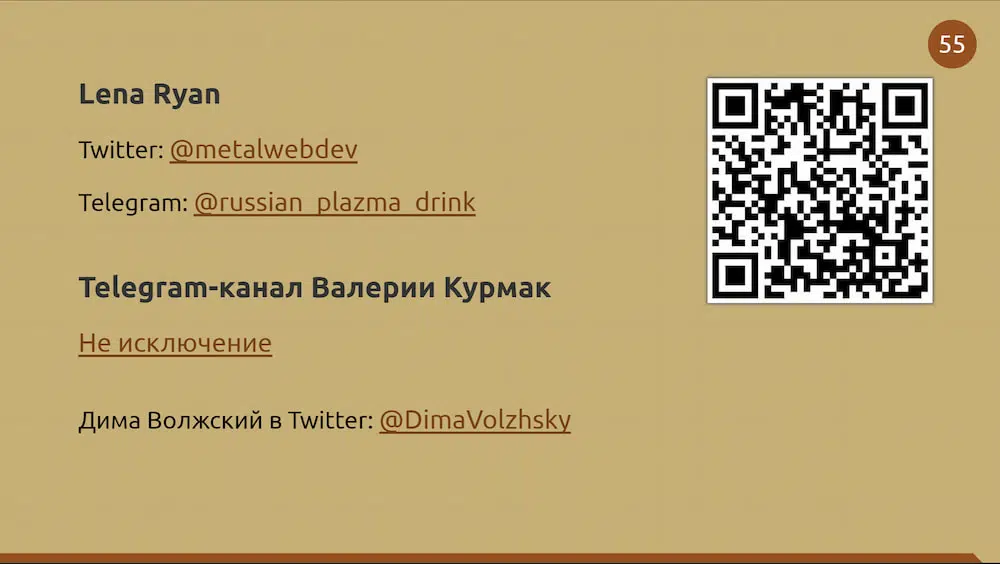 55
Lena Ryan
Twitter: @metalwebdev
Telegram: @russian_plazma_drink
Telegram-канал Валерии Курмак
Не исключение
Дима Волжский в Twitter: @DimaVolzhsky